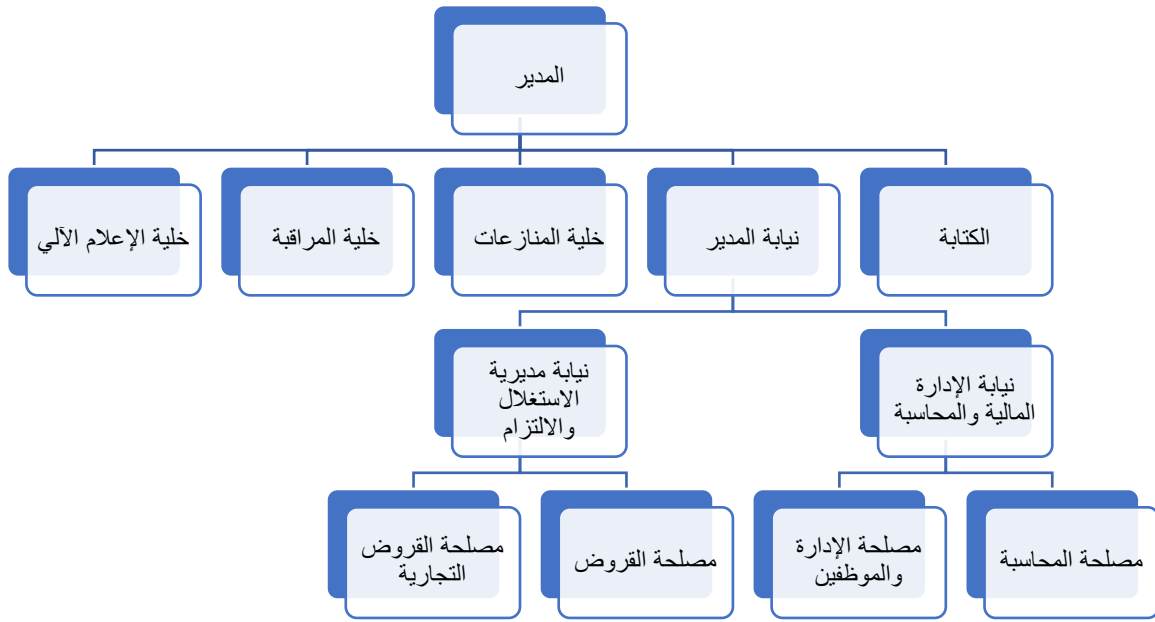 المدير
الكتابة
نيابة المدير
خلية المنازعات
خلية المراقبة
خلية الإعلام الآلي
نيابة الإدارة
المالية والمحاسبة
نيابة مديرية
الاستغلال
والالتزام
مصلحة المحاسبة
مصلحة الإدارة
والموظفين
مصلحة القروض
مصلحة القروض
التجارية